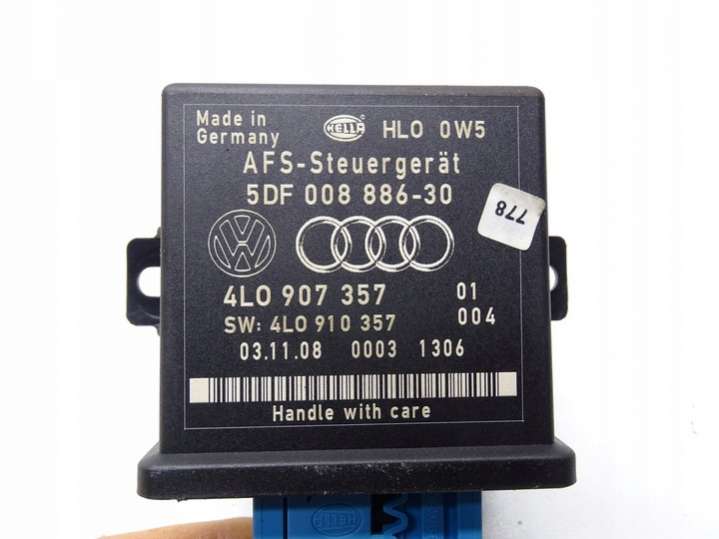 Made in
Germany
HELLA
HLO 0W5
AFS-Steuergerät
5DF 008 886-30
778
4L0 907 357
01
SW: 4L0 910 357
004
03.11.08 0003 1306
Handle with care
HELLA